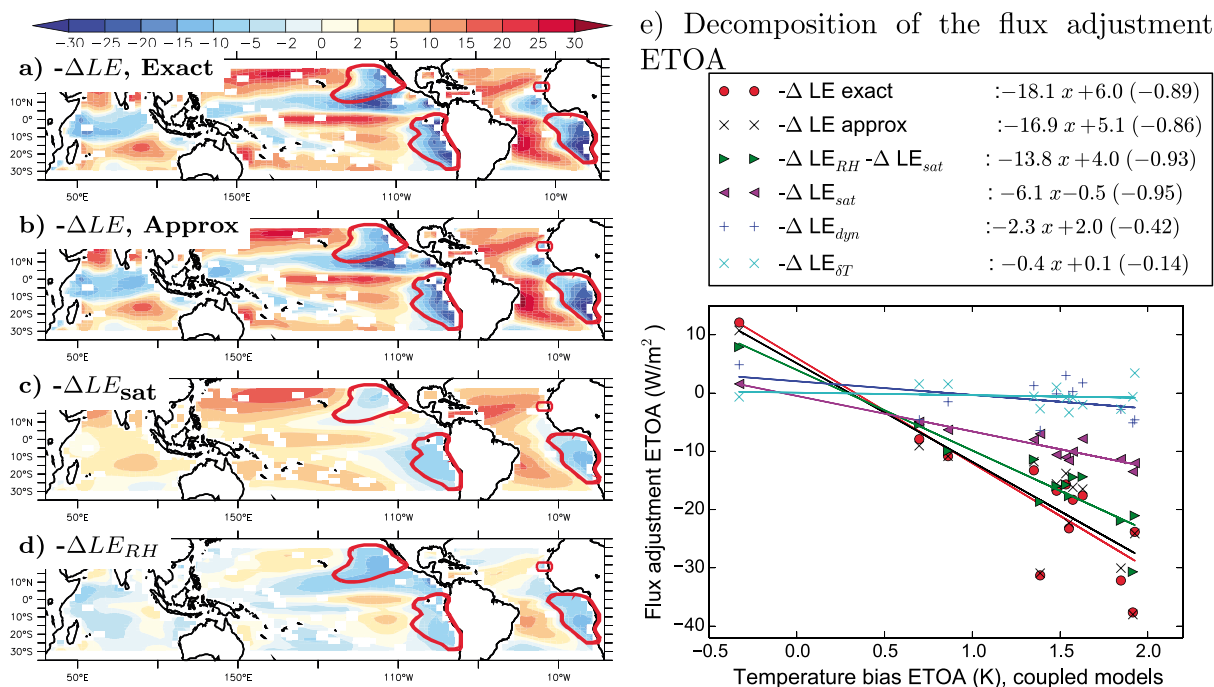 −30 −25 −20 −15 −10 −5 −2 0 2 5 10 15 20 25 30
a) -ΔLE, Exact
10°N
0°
10°S
20°S
30°S
50°E 150°E 110°W 10°W
b) -ΔLE, Approx
10°N
0°
10°S
20°S
30°S
50°E 150°E 110°W 10°W
c) -ΔLEsat
10°N
0°
10°S
20°S
30°S
50°E 150°E 110°W 10°W
d) -ΔLE_RH
10°N
0°
10°S
20°S
30°S
50°E 150°E 110°W 10°W
e) Decomposition of the flux adjustment
ETOA
-Δ LE exact :−18.1 x+6.0 (−0.89)
-Δ LE approx :−16.9 x+5.1 (−0.86)
-Δ LE_RH -Δ LE_sat :−13.8 x+4.0 (−0.93)
-Δ LE_sat :−6.1 x−0.5 (−0.95)
-Δ LE_dyn :−2.3 x+2.0 (−0.42)
-Δ LE_δT :−0.4 x+0.1 (−0.14)
Flux adjustment ETOA (W/m²)
10
0
−10
−20
−30
−40
−0.5 0.0 0.5 1.0 1.5 2.0
Temperature bias ETOA (K), coupled models